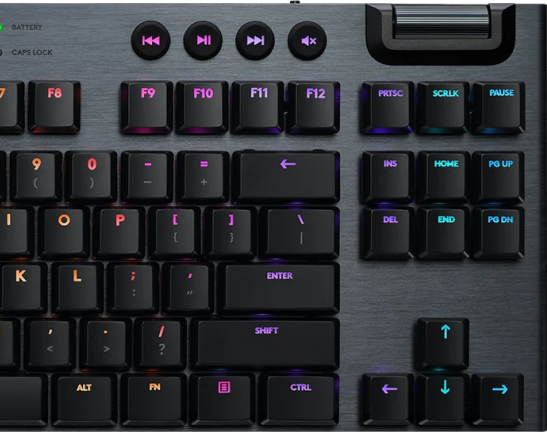 BATTERY
CAPS LOCK
7 F8 F9 F10 F11 F12 PRTSC SCRLK PAUSE
9 0 - = ← INS HOME PG UP
( ) _ +
I O P [ ] \ DEL END PG DN
{ } |
K L ; ' ENTER
: "
, . / SHIFT ↑
< > ?
ALT FN CTRL ← ↓ →